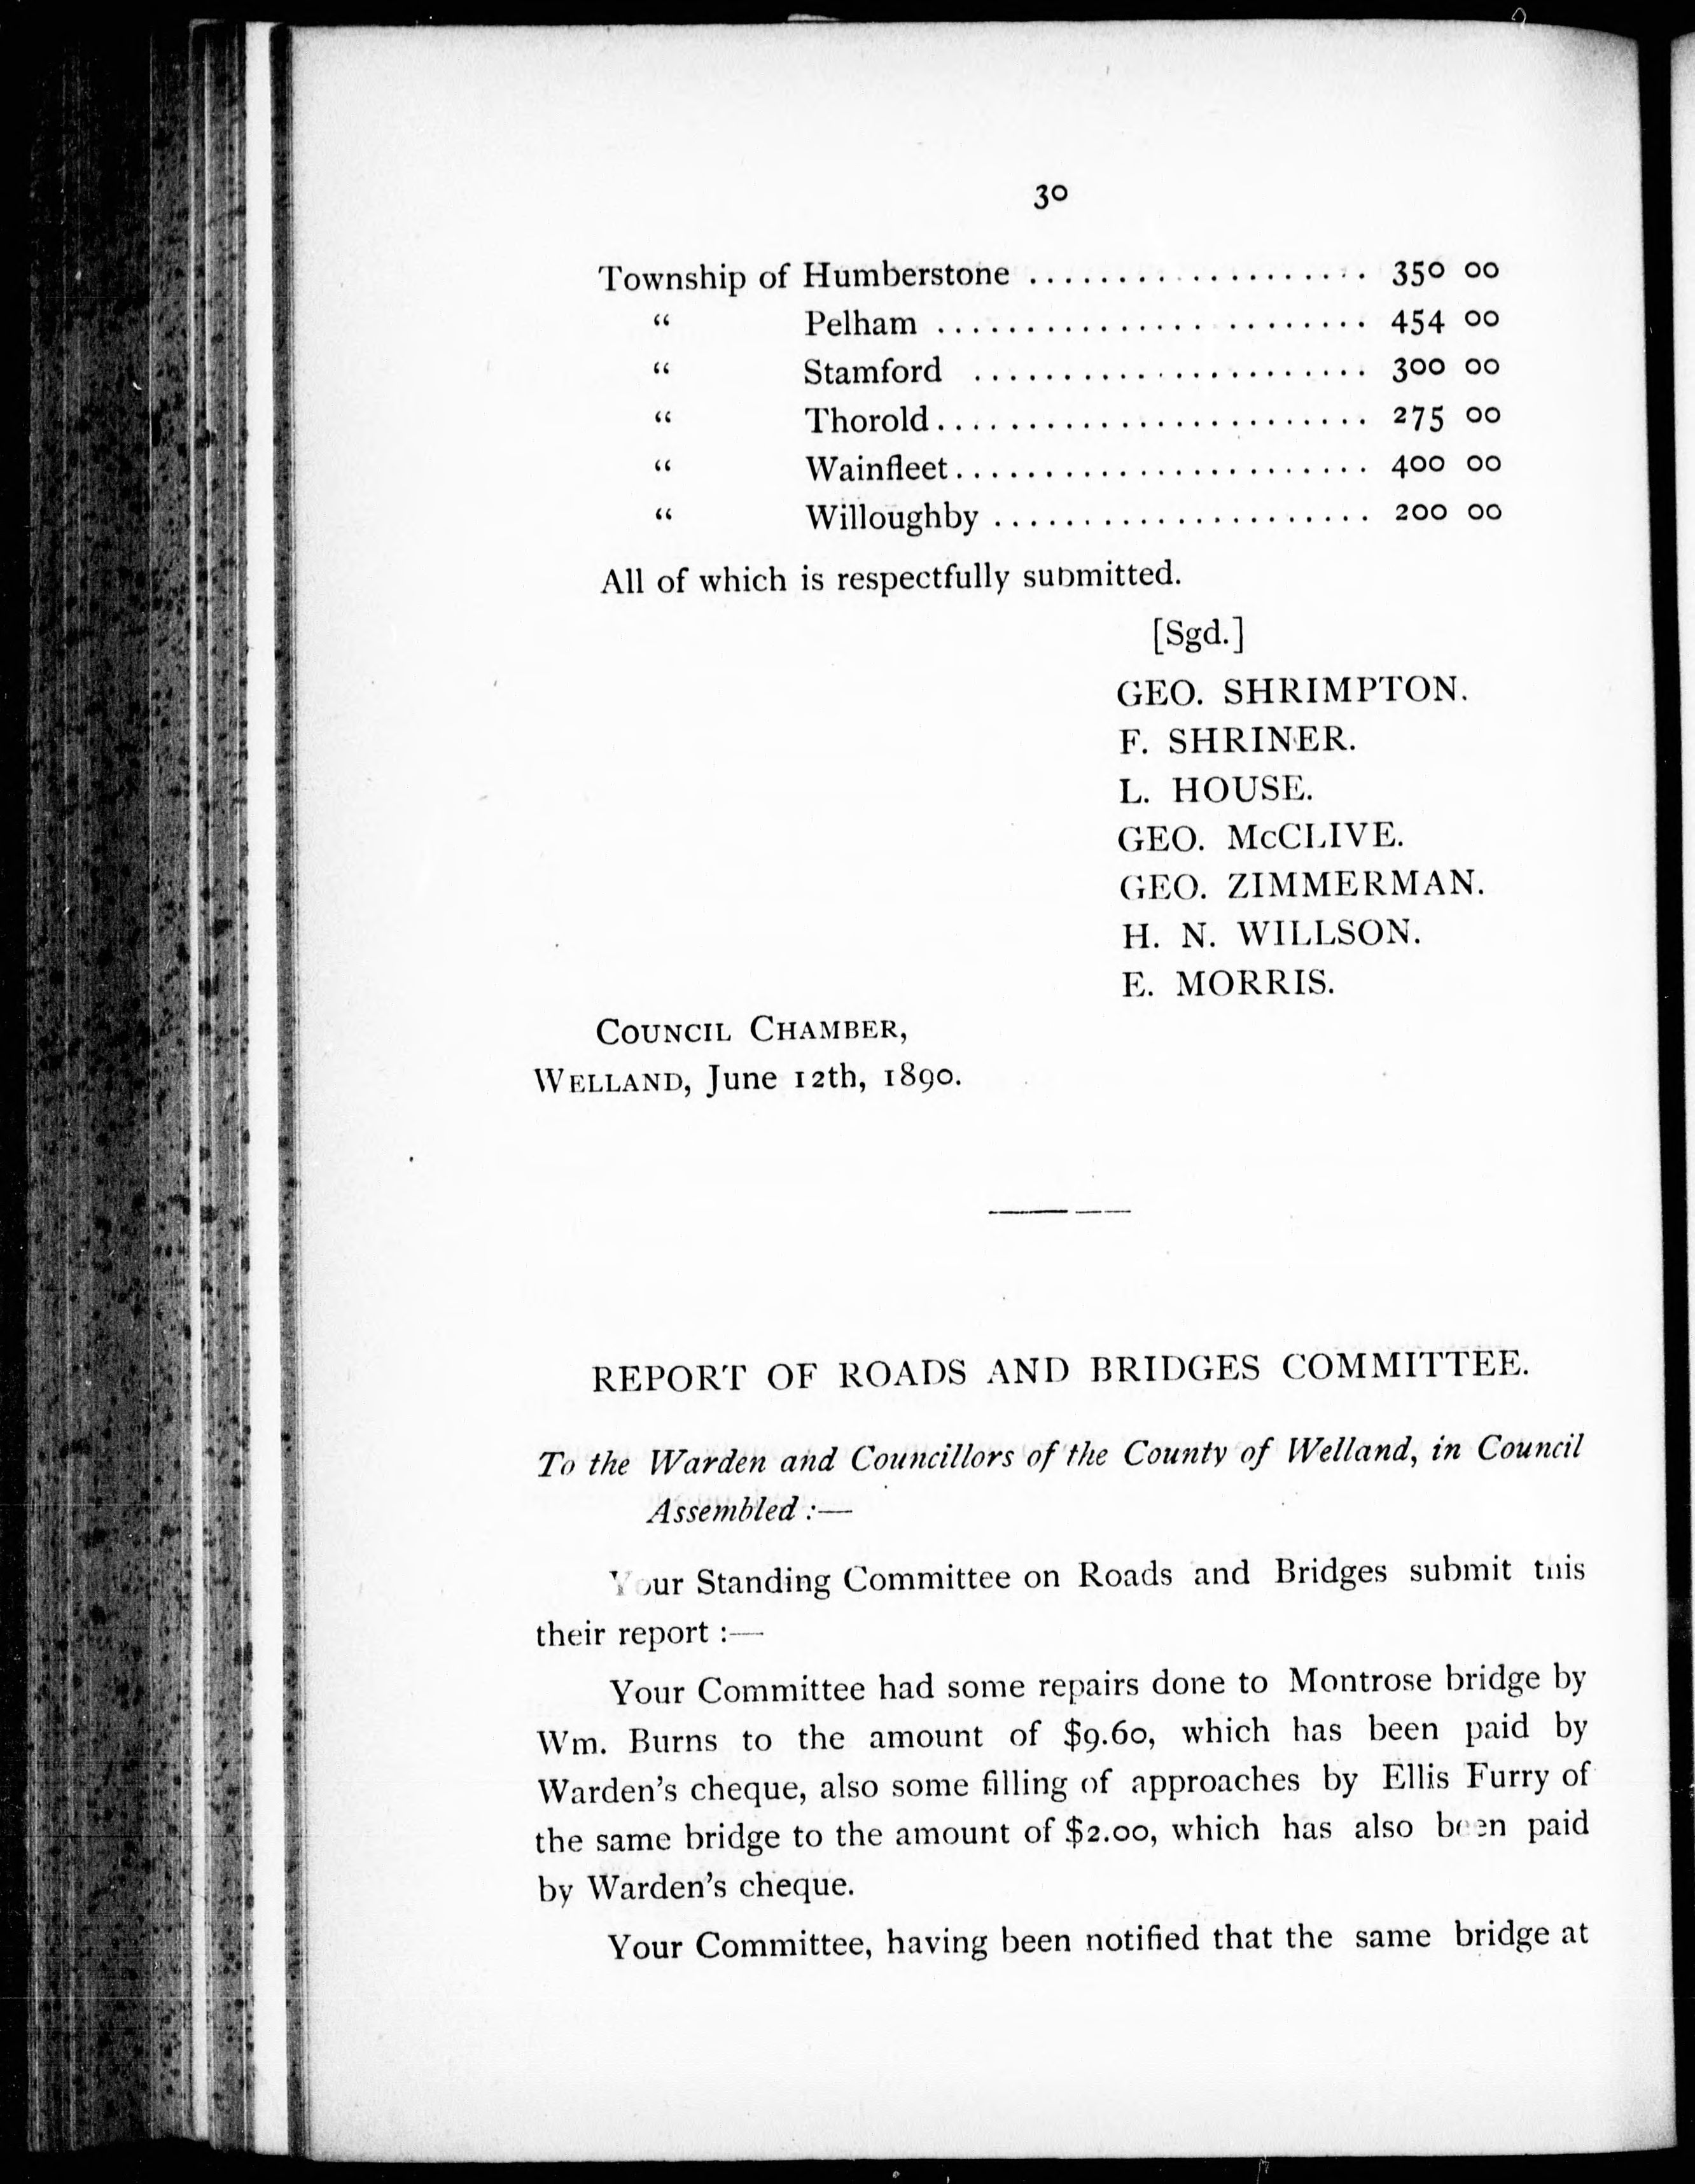 30
Township of Humberstone ................... 350 00
" Pelham ........................ 454 00
" Stamford ...................... 300 00
" Thorold........................ 275 00
" Wainfleet....................... 400 00
" Willoughby ..................... 200 00
All of which is respectfully submitted.
[Sgd.]
GEO. SHRIMPTON.
F. SHRINER.
L. HOUSE.
GEO. McCLIVE.
GEO. ZIMMERMAN.
H. N. WILLSON.
E. MORRIS.
COUNCIL CHAMBER,
WELLAND, June 12th, 1890.
REPORT OF ROADS AND BRIDGES COMMITTEE.
To the Warden and Councillors of the County of Welland, in Council
Assembled :—
Your Standing Committee on Roads and Bridges submit this
their report :—
Your Committee had some repairs done to Montrose bridge by
Wm. Burns to the amount of $9.60, which has been paid by
Warden's cheque, also some filling of approaches by Ellis Furry of
the same bridge to the amount of $2.00, which has also been paid
by Warden's cheque.
Your Committee, having been notified that the same bridge at